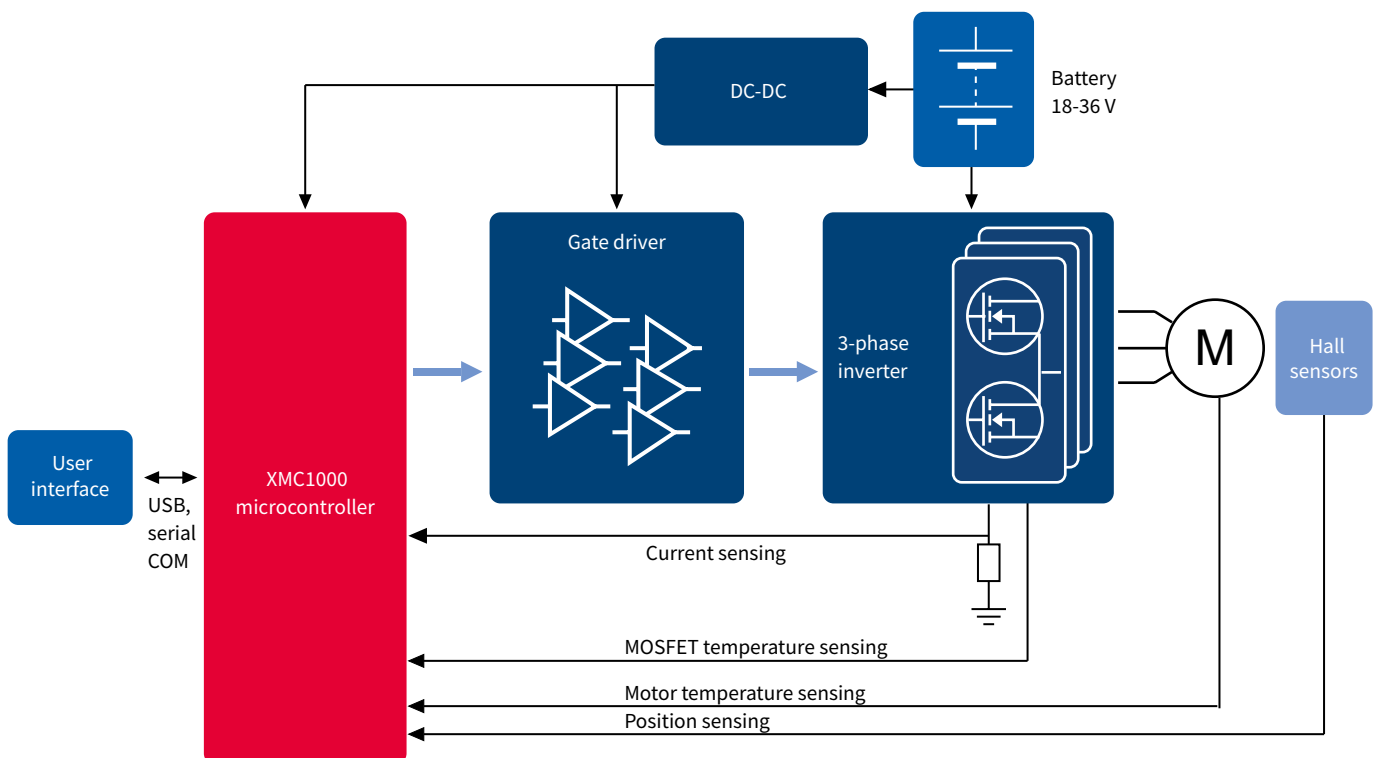 DC-DC
Battery
18-36 V
Gate driver
3-phase
inverter
M
Hall
sensors
User
interface
USB,
serial
COM
XMC1000
microcontroller
Current sensing
MOSFET temperature sensing
Motor temperature sensing
Position sensing